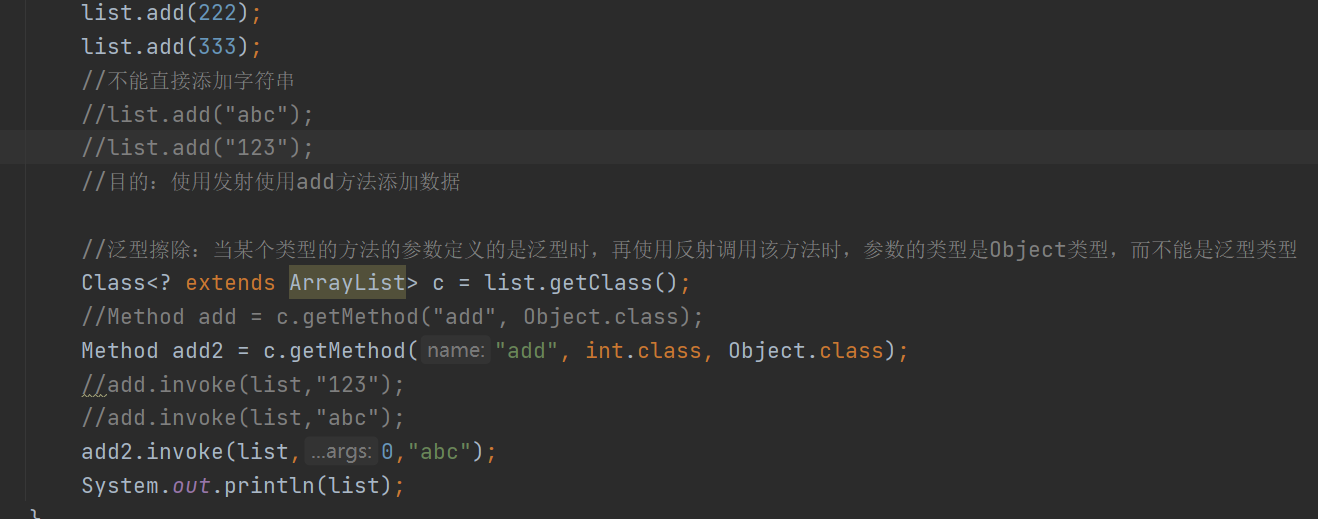 list.add(222);
list.add(333);
//不能直接添加字符串
//list.add("abc");
//list.add("123");
//目的：使用发射使用add方法添加数据
//泛型擦除：当某个类型的方法的参数定义的是泛型时，再使用反射调用该方法时，参数的类型是Object类型，而不能是泛型类型
Class<? extends ArrayList> c = list.getClass();
//Method add = c.getMethod("add", Object.class);
Method add2 = c.getMethod( name: "add", int.class, Object.class);
//add.invoke(list,"123");
//add.invoke(list,"abc");
add2.invoke(list, ...args: 0,"abc");
System.out.println(list);
}